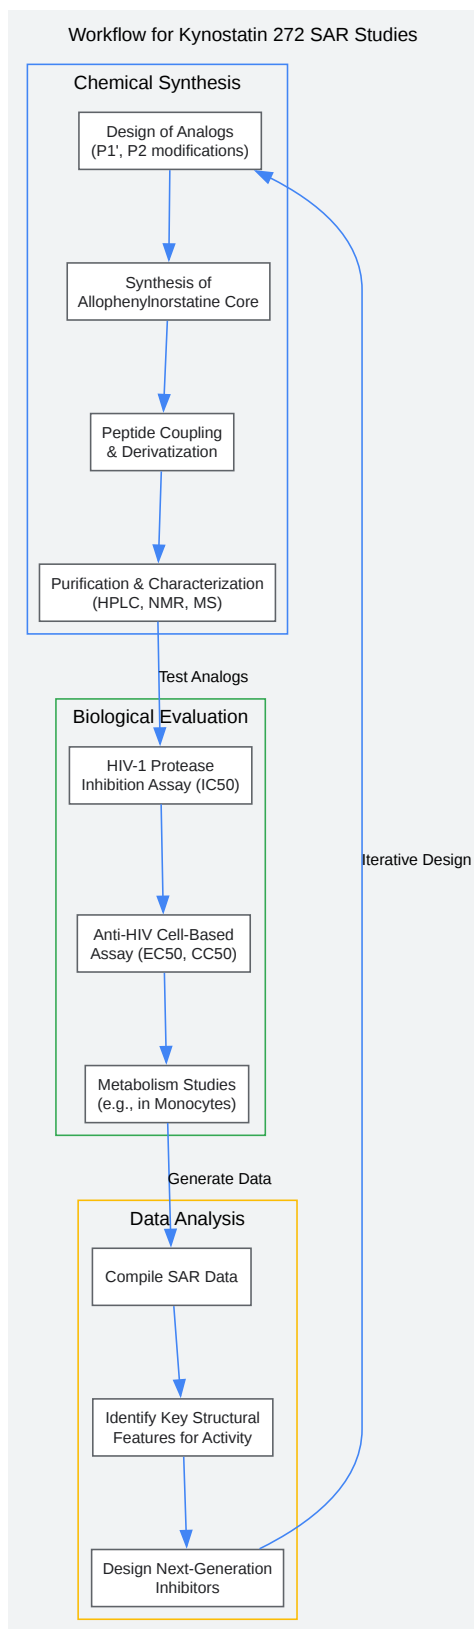 Workflow for Kynostatin 272 SAR Studies
Chemical Synthesis
Design of Analogs
(P1', P2 modifications)
Synthesis of
Allophenylnorstatine Core
Peptide Coupling
& Derivatization
Purification & Characterization
(HPLC, NMR, MS)
Test Analogs
Biological Evaluation
HIV-1 Protease
Inhibition Assay (IC50)
Iterative Design
Anti-HIV Cell-Based
Assay (EC50, CC50)
Metabolism Studies
(e.g., in Monocytes)
Generate Data
Data Analysis
Compile SAR Data
Identify Key Structural
Features for Activity
Design Next-Generation
Inhibitors